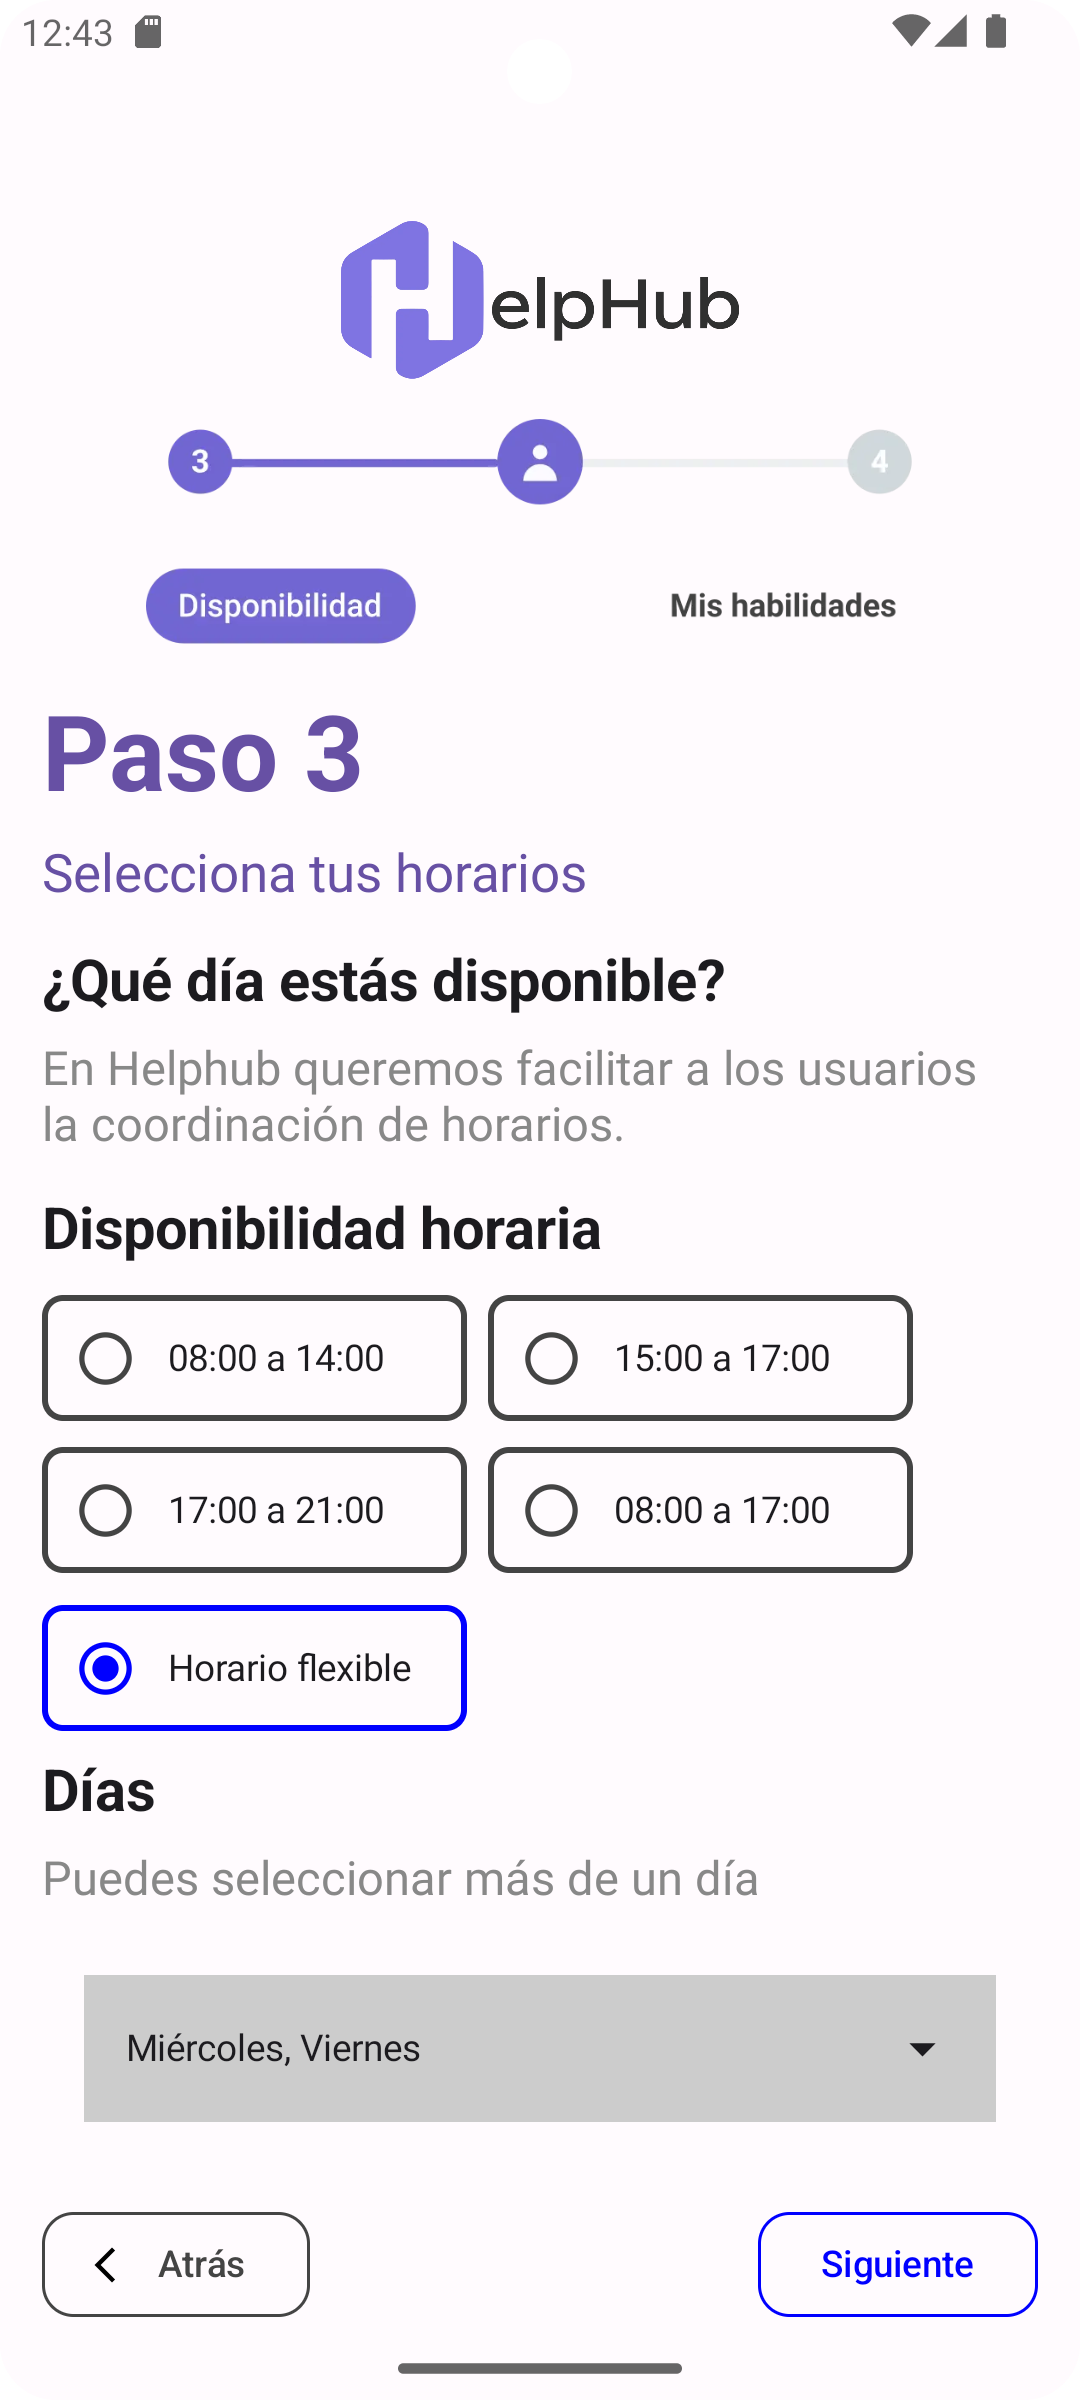 12:43
HelpHub
3
4
Disponibilidad
Mis habilidades
Paso 3
Selecciona tus horarios
¿Qué día estás disponible?
En Helphub queremos facilitar a los usuarios
la coordinación de horarios.
Disponibilidad horaria
08:00 a 14:00
15:00 a 17:00
17:00 a 21:00
08:00 a 17:00
Horario flexible
Días
Puedes seleccionar más de un día
Miércoles, Viernes
Atrás
Siguiente